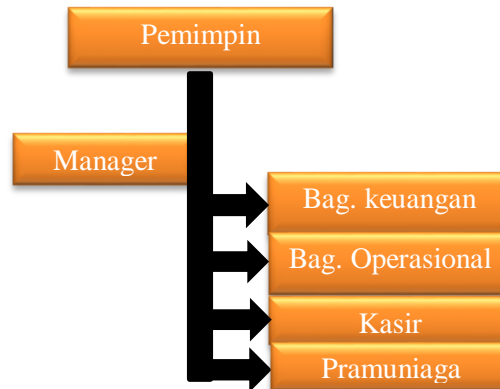 Pemimpin
Manager
Bag. keuangan
Bag. Operasional
Kasir
Pramuniaga